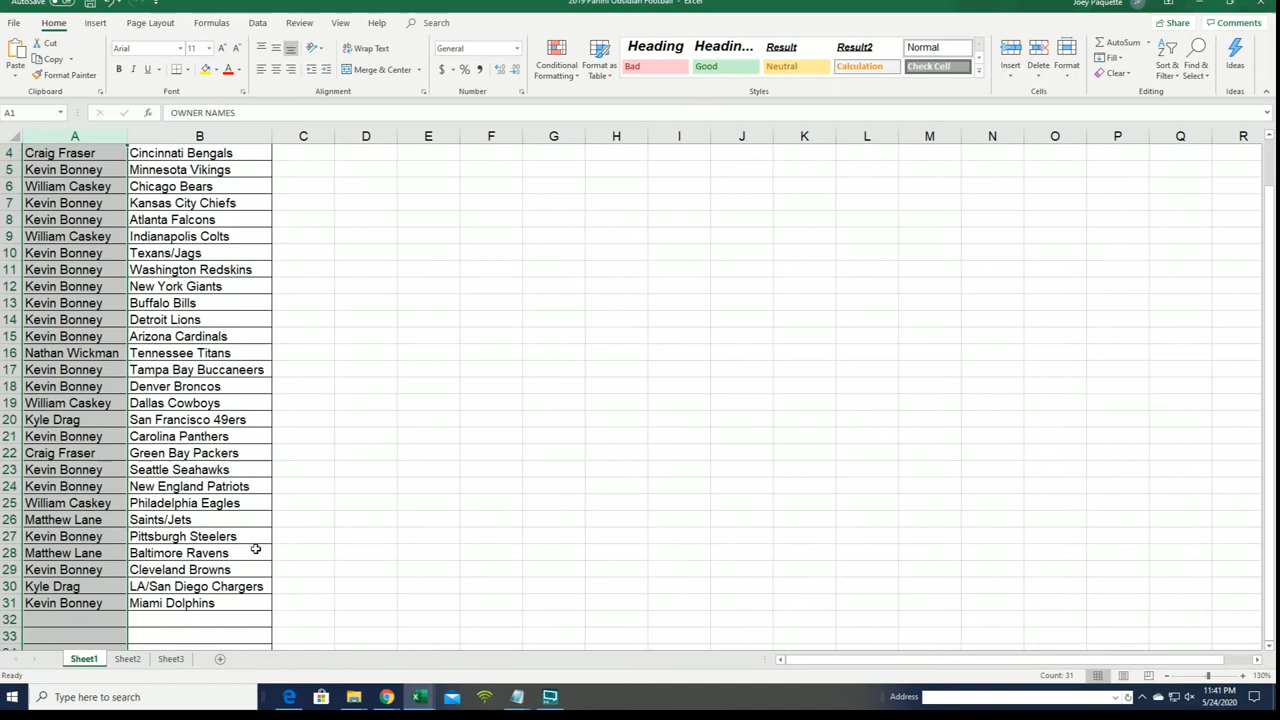 AutoSave
2019 Panini Obsidian Football - Excel
Joey Paquette
File Home Insert Page Layout Formulas Data Review View Help Search Share Comments
Paste Cut Copy Format Painter Clipboard
Arial 11 A A B I U A Font
Wrap Text Merge & Center Alignment
General $ % Number
Conditional Formatting Format as Table
Heading Headin... Result Result2 Normal
Bad Good Neutral Calculation Check Cell
Styles
Insert Delete Format Cells
AutoSum Fill Clear Sort & Filter Find & Select Editing
Ideas Ideas
A1 fx OWNER NAMES
A B C D E F G H I J K L M N O P Q R
4 Craig Fraser Cincinnati Bengals
5 Kevin Bonney Minnesota Vikings
6 William Caskey Chicago Bears
7 Kevin Bonney Kansas City Chiefs
8 Kevin Bonney Atlanta Falcons
9 William Caskey Indianapolis Colts
10 Kevin Bonney Texans/Jags
11 Kevin Bonney Washington Redskins
12 Kevin Bonney New York Giants
13 Kevin Bonney Buffalo Bills
14 Kevin Bonney Detroit Lions
15 Kevin Bonney Arizona Cardinals
16 Nathan Wickman Tennessee Titans
17 Kevin Bonney Tampa Bay Buccaneers
18 Kevin Bonney Denver Broncos
19 William Caskey Dallas Cowboys
20 Kyle Drag San Francisco 49ers
21 Kevin Bonney Carolina Panthers
22 Craig Fraser Green Bay Packers
23 Kevin Bonney Seattle Seahawks
24 Kevin Bonney New England Patriots
25 William Caskey Philadelphia Eagles
26 Matthew Lane Saints/Jets
27 Kevin Bonney Pittsburgh Steelers
28 Matthew Lane Baltimore Ravens
29 Kevin Bonney Cleveland Browns
30 Kyle Drag LA/San Diego Chargers
31 Kevin Bonney Miami Dolphins
32
33
Sheet1 Sheet2 Sheet3
Ready Count: 31 130%
Type here to search Address 11:41 PM
5/24/2020